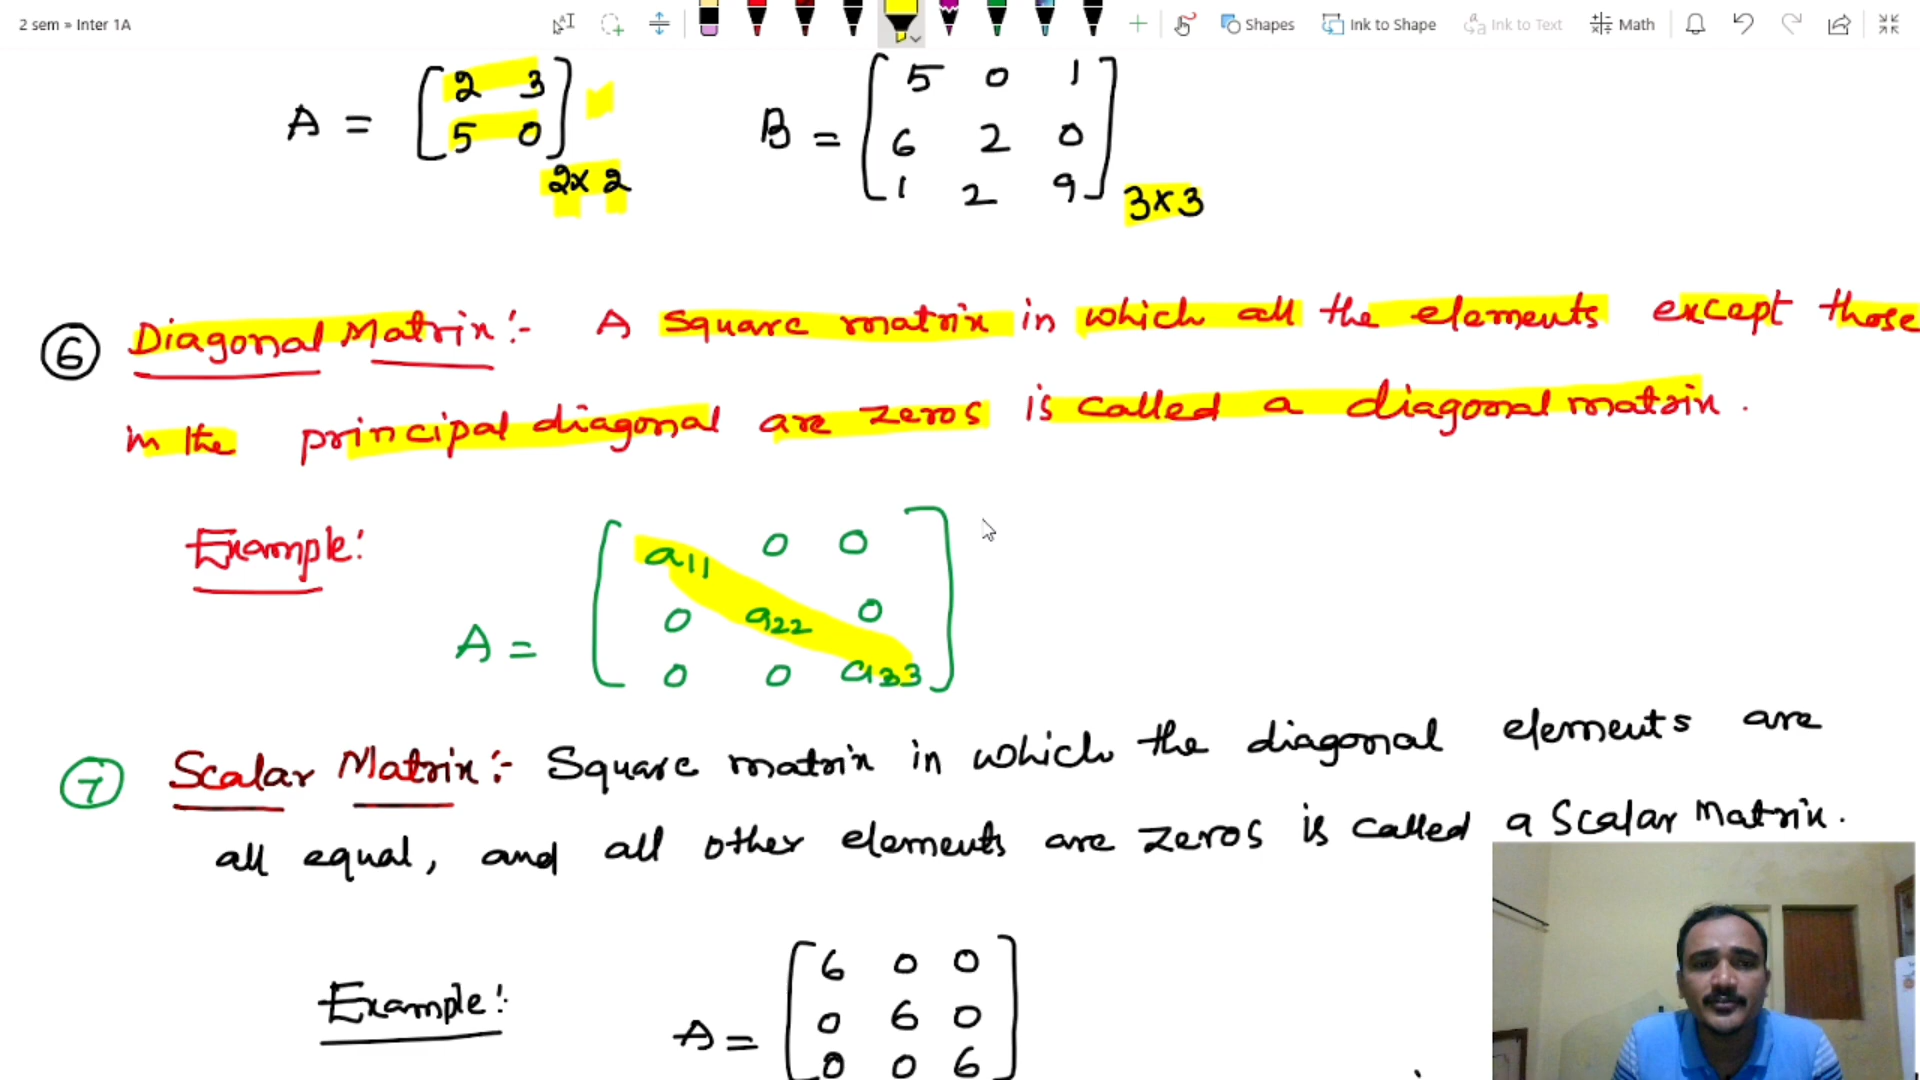 2 sem » Inter 1A
Shapes Ink to Shape Ink to Text Math
A = [ 2 3
5 0 ] 2x2
B = [ 5 0 1
6 2 0
1 2 9 ] 3x3
⑥ Diagonal Matrix:- A square matrix in which all the elements except those
in the principal diagonal are zeros is called a diagonal matrix.
Example:
A = [ a11 0 0
0 a22 0
0 0 a33 ]
⑦ Scalar Matrix:- Square matrix in which the diagonal elements are
all equal, and all other elements are zeros is called a Scalar Matrix.
Example:
A = [ 6 0 0
0 6 0
0 0 6 ]